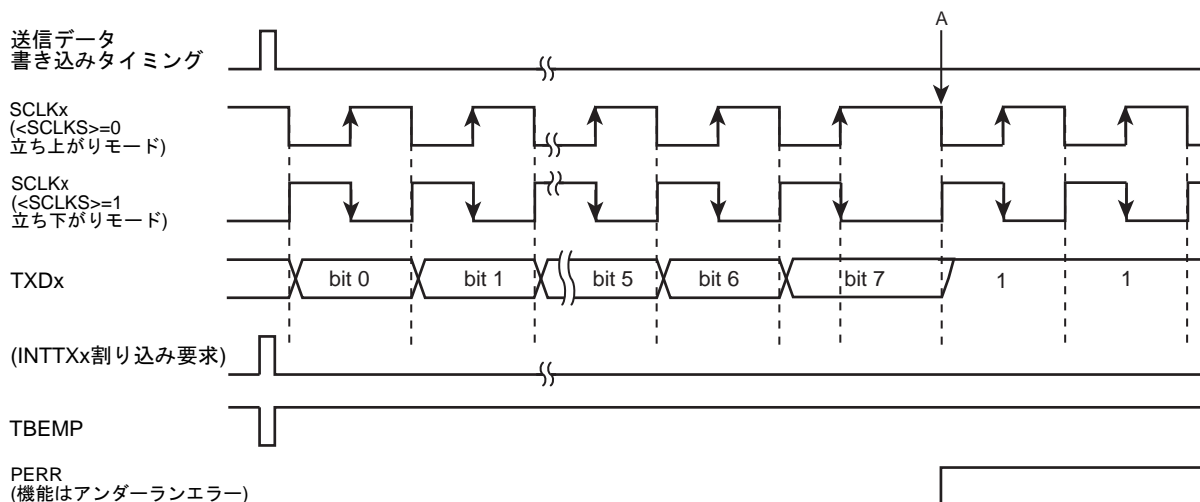 A
送信データ
書き込みタイミング
SCLKx
(<SCLKS>=0
立ち上がりモード)
SCLKx
(<SCLKS>=1
立ち下がりモード)
TXDx
bit 0
bit 1
bit 5
bit 6
bit 7
1
1
(INTTXx割り込み要求)
TBEMP
PERR
(機能はアンダーランエラー)